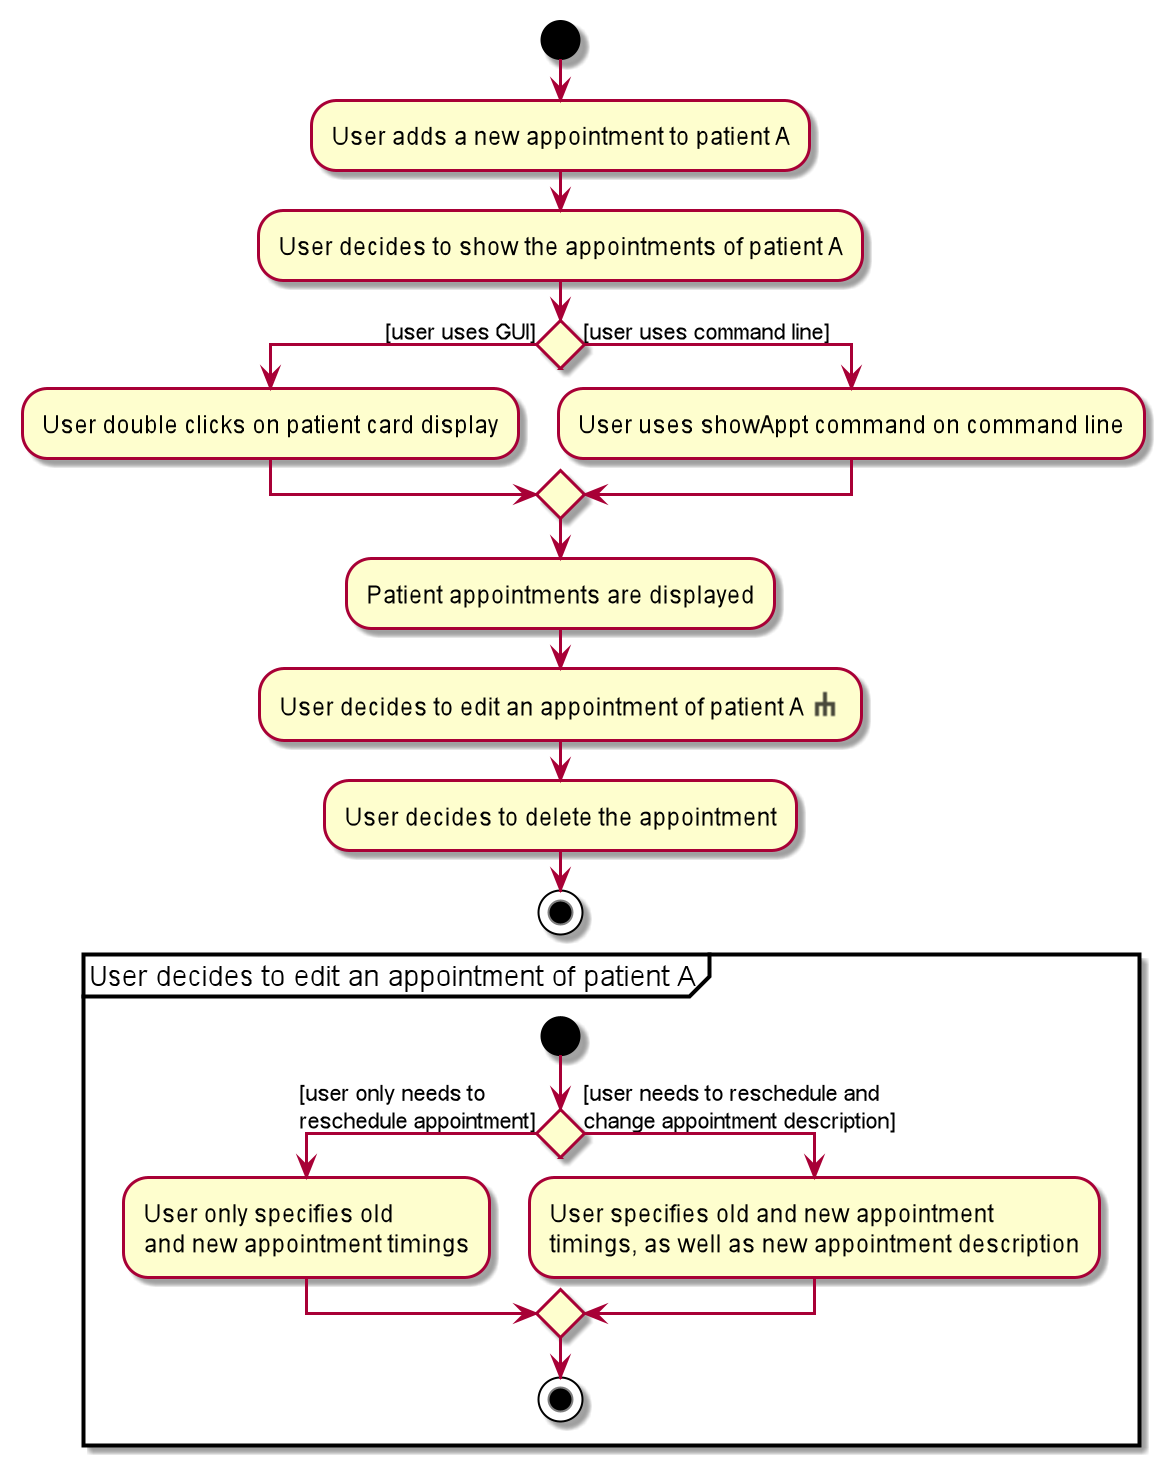 User adds a new appointment to patient A
User decides to show the appointments of patient A
[user uses GUI]
[user uses command line]
User double clicks on patient card display
User uses showAppt command on command line
Patient appointments are displayed
User decides to edit an appointment of patient A
User decides to delete the appointment
User decides to edit an appointment of patient A
[user only needs to
reschedule appointment]
[user needs to reschedule and
change appointment description]
User only specifies old
and new appointment timings
User specifies old and new appointment
timings, as well as new appointment description